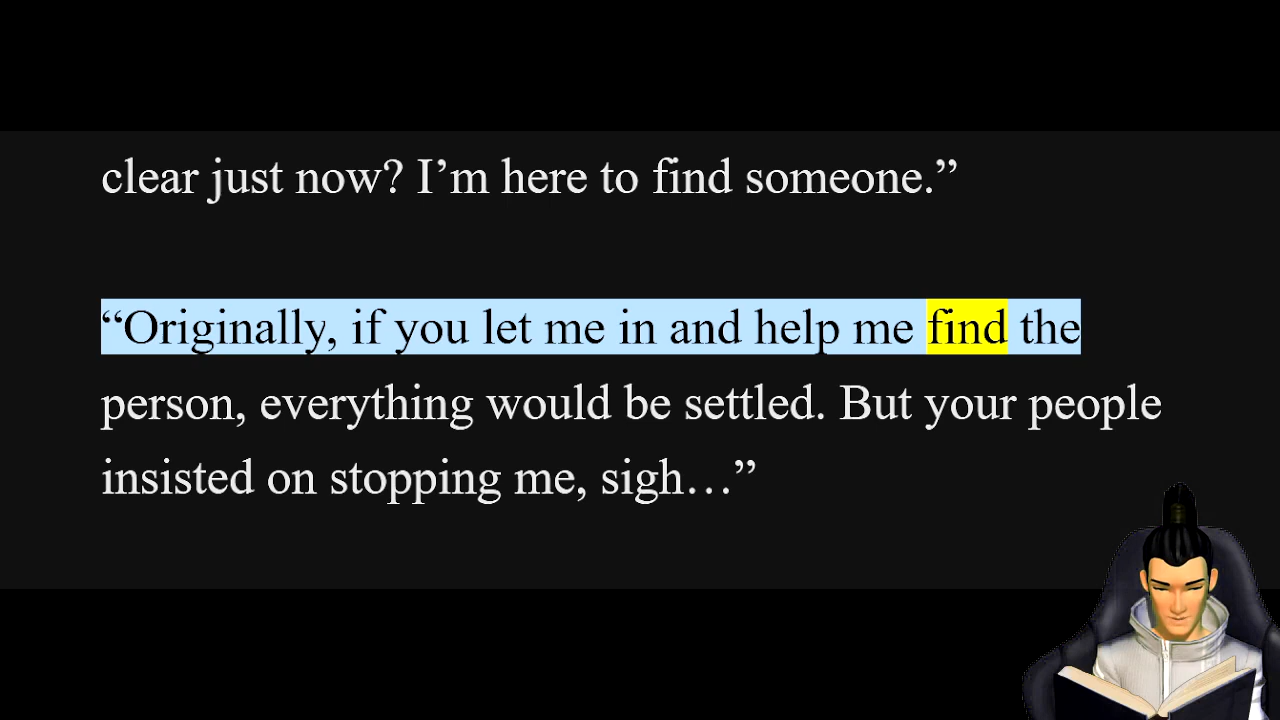 clear just now? I’m here to find someone.”
“Originally, if you let me in and help me find the
person, everything would be settled. But your people
insisted on stopping me, sigh…”